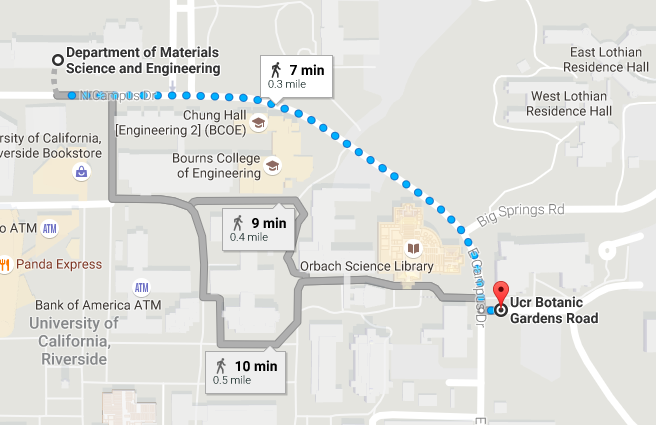 Department of Materials
Science and Engineering
East Lothian
Residence Hall
7 min
0.3 mile
N Campus Dr
West Lothian
Residence Hall
Chung Hall
[Engineering 2] (BCOE)
ersity of California,
verside Bookstore
Bourns College
of Engineering
Big Springs Rd
9 min
0.4 mile
o ATM
ATM
Panda Express
Orbach Science Library
E Campus Dr
ATM
Bank of America ATM
Ucr Botanic
Gardens Road
University of
California,
Riverside
10 min
0.5 mile
E